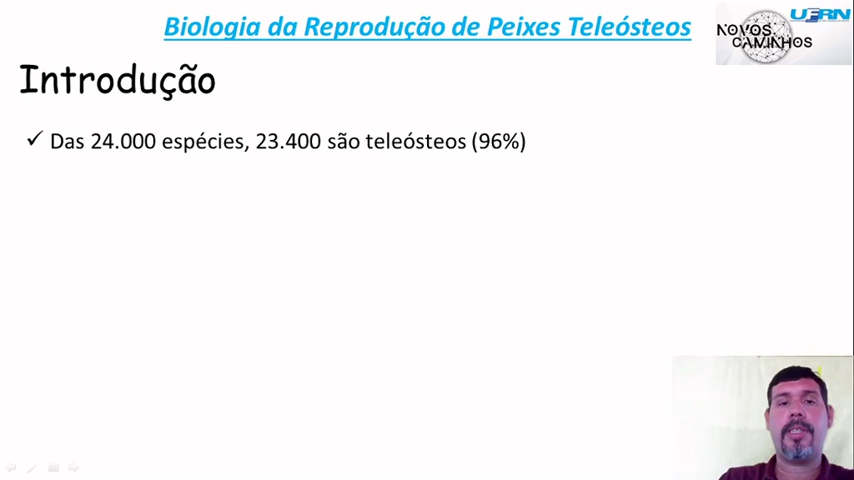 Biologia da Reprodução de Peixes Teleósteos
UFRN
NOVOS
CAMINHOS
Introdução
✓ Das 24.000 espécies, 23.400 são teleósteos (96%)